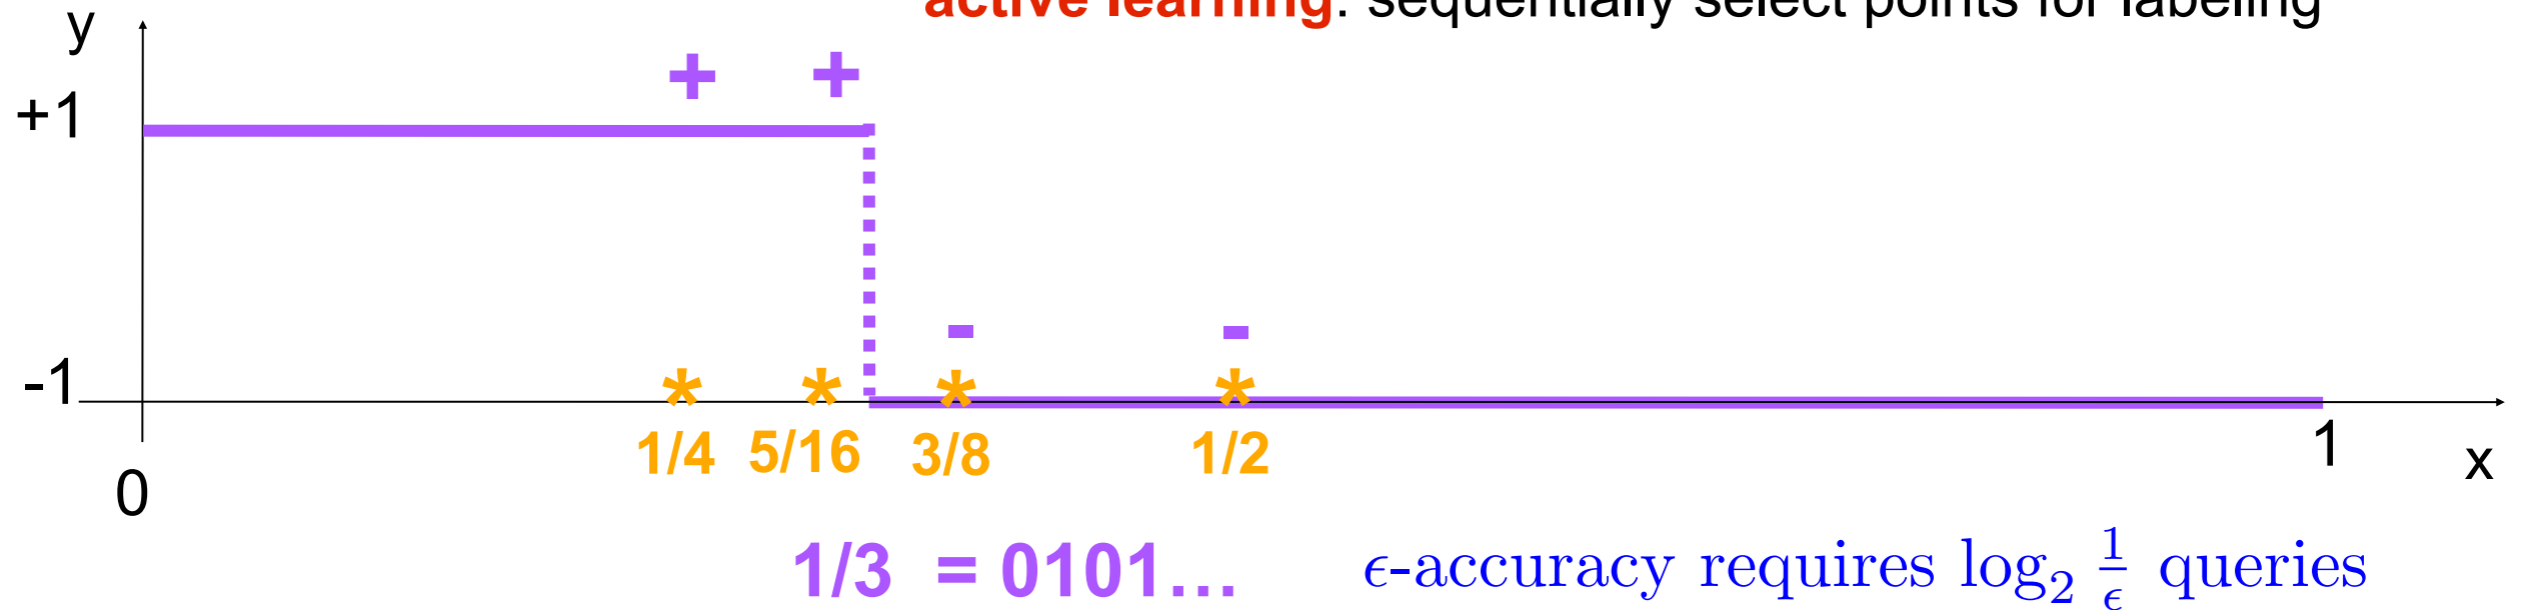 active learning: sequentially select points for labeling
y
+ +
+1
- -
-1
* * * *
1/4 5/16 3/8 1/2 1 x
0
1/3 = 0101... ϵ-accuracy requires log₂ 1/ϵ queries